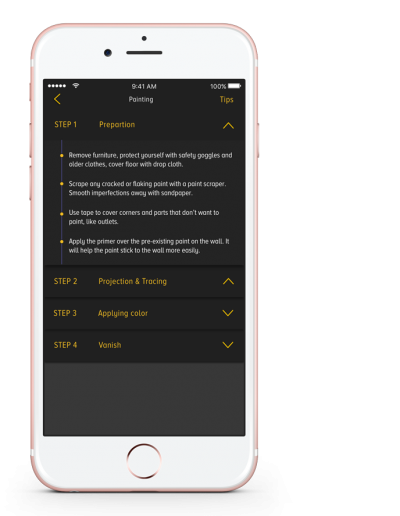 9:41 AM
100%
Painting
Tips
STEP 1 Prepartion
Remove furniture, protect yourself with safety goggles and
older clothes, cover floor with drop cloth.
Scrape any cracked or flaking paint with a paint scraper.
Smooth imperfections away with sandpaper.
Use tape to cover corners and parts that don't want to
paint, like outlets.
Apply the primer over the pre-existing paint on the wall. It
will help the paint stick to the wall more easily.
STEP 2 Projection & Tracing
STEP 3 Applying color
STEP 4 Vanish